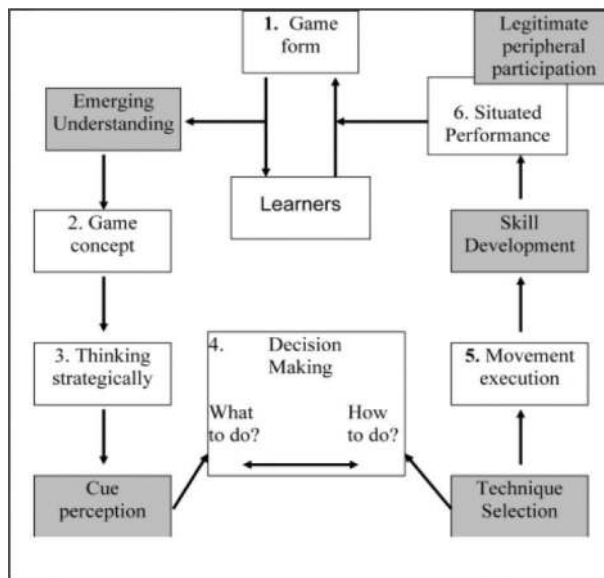 1. Game
form
Legitimate
peripheral
participation
Emerging
Understanding
6. Situated
Performance
Learners
2. Game
concept
Skill
Development
3. Thinking
strategically
4. Decision
Making
What
to do?
How
to do?
5. Movement
execution
Cue
perception
Technique
Selection